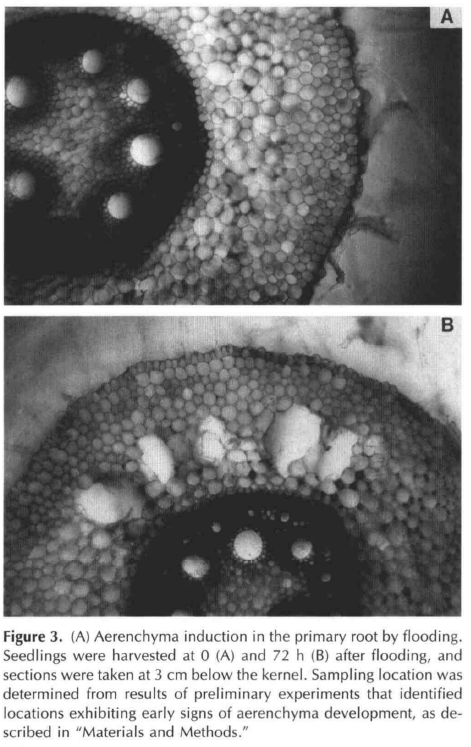 A
B
Figure 3. (A) Aerenchyma induction in the primary root by flooding.
Seedlings were harvested at 0 (A) and 72 h (B) after flooding, and
sections were taken at 3 cm below the kernel. Sampling location was
determined from results of preliminary experiments that identified
locations exhibiting early signs of aerenchyma development, as de-
scribed in "Materials and Methods."